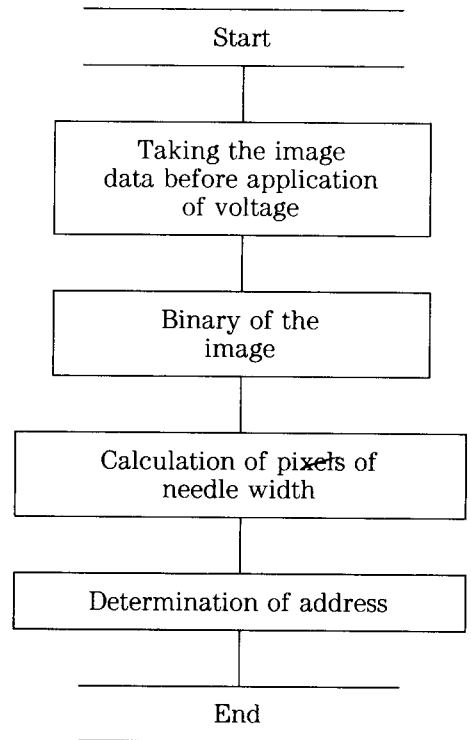 Start
Taking the image
data before application
of voltage
Binary of the
image
Calculation of pixels of
needle width
Determination of address
End